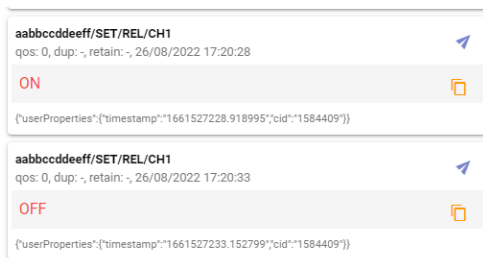 aabbccddeeff/SET/REL/CH1
qos: 0, dup: -, retain: -, 26/08/2022 17:20:28
ON
{"userProperties":{"timestamp":"1661527228.918995","cid":"1584409"}}
aabbccddeeff/SET/REL/CH1
qos: 0, dup: -, retain: -, 26/08/2022 17:20:33
OFF
{"userProperties":{"timestamp":"1661527233.152799","cid":"1584409"}}